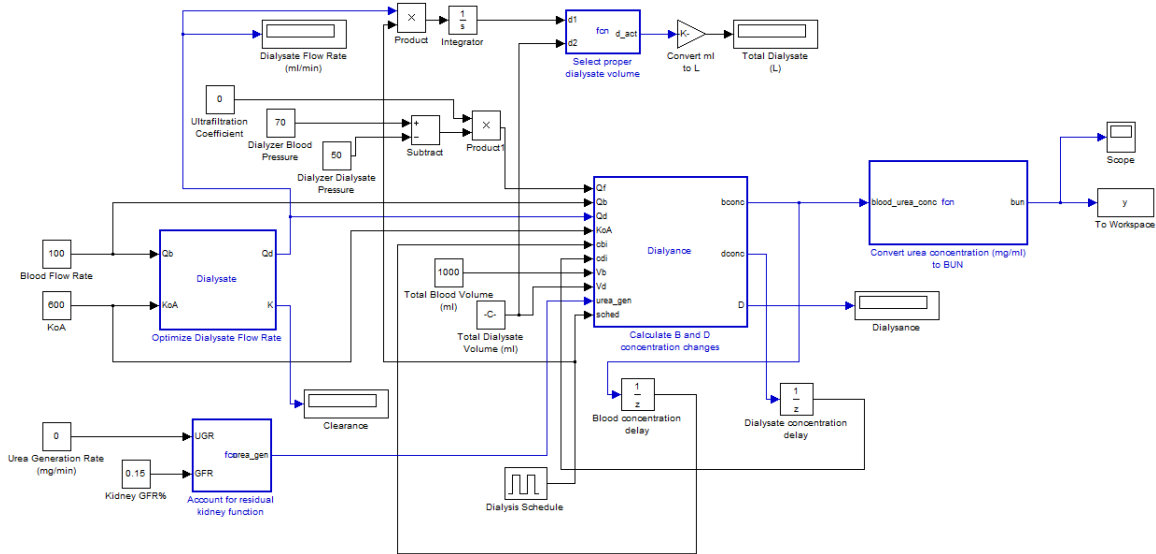 ×
Product
1
s
Integrator
d1
d2
fcn
d_act
Select proper
dialysate volume
-K-
Convert ml
to L
Total Dialysate
(L)
Dialysate Flow Rate
(ml/min)
0
Ultrafiltration
Coefficient
70
Dialyzer Blood
Pressure
50
Dialyzer Dialysate
Pressure
+
−
Subtract
×
Product1
100
Blood Flow Rate
600
KoA
Qb
KoA
Dialysate
Qd
K
Optimize Dialysate Flow Rate
Clearance
1000
Total Blood Volume
(ml)
-C-
Total Dialysate
Volume (ml)
Qf
Qb
Qd
KoA
cbi
cdi
Vb
Vd
urea_gen
sched
Dialyance
bconc
dconc
D
Calculate B and D
concentration changes
blood_urea_conc
fcn
bun
Convert urea concentration (mg/ml)
to BUN
Scope
y
To Workspace
Dialysance
1
z
Blood concentration
delay
1
z
Dialysate concentration
delay
0
Urea Generation Rate
(mg/min)
0.15
Kidney GFR%
UGR
GFR
Account for residual
kidney function
Dialysis Schedule